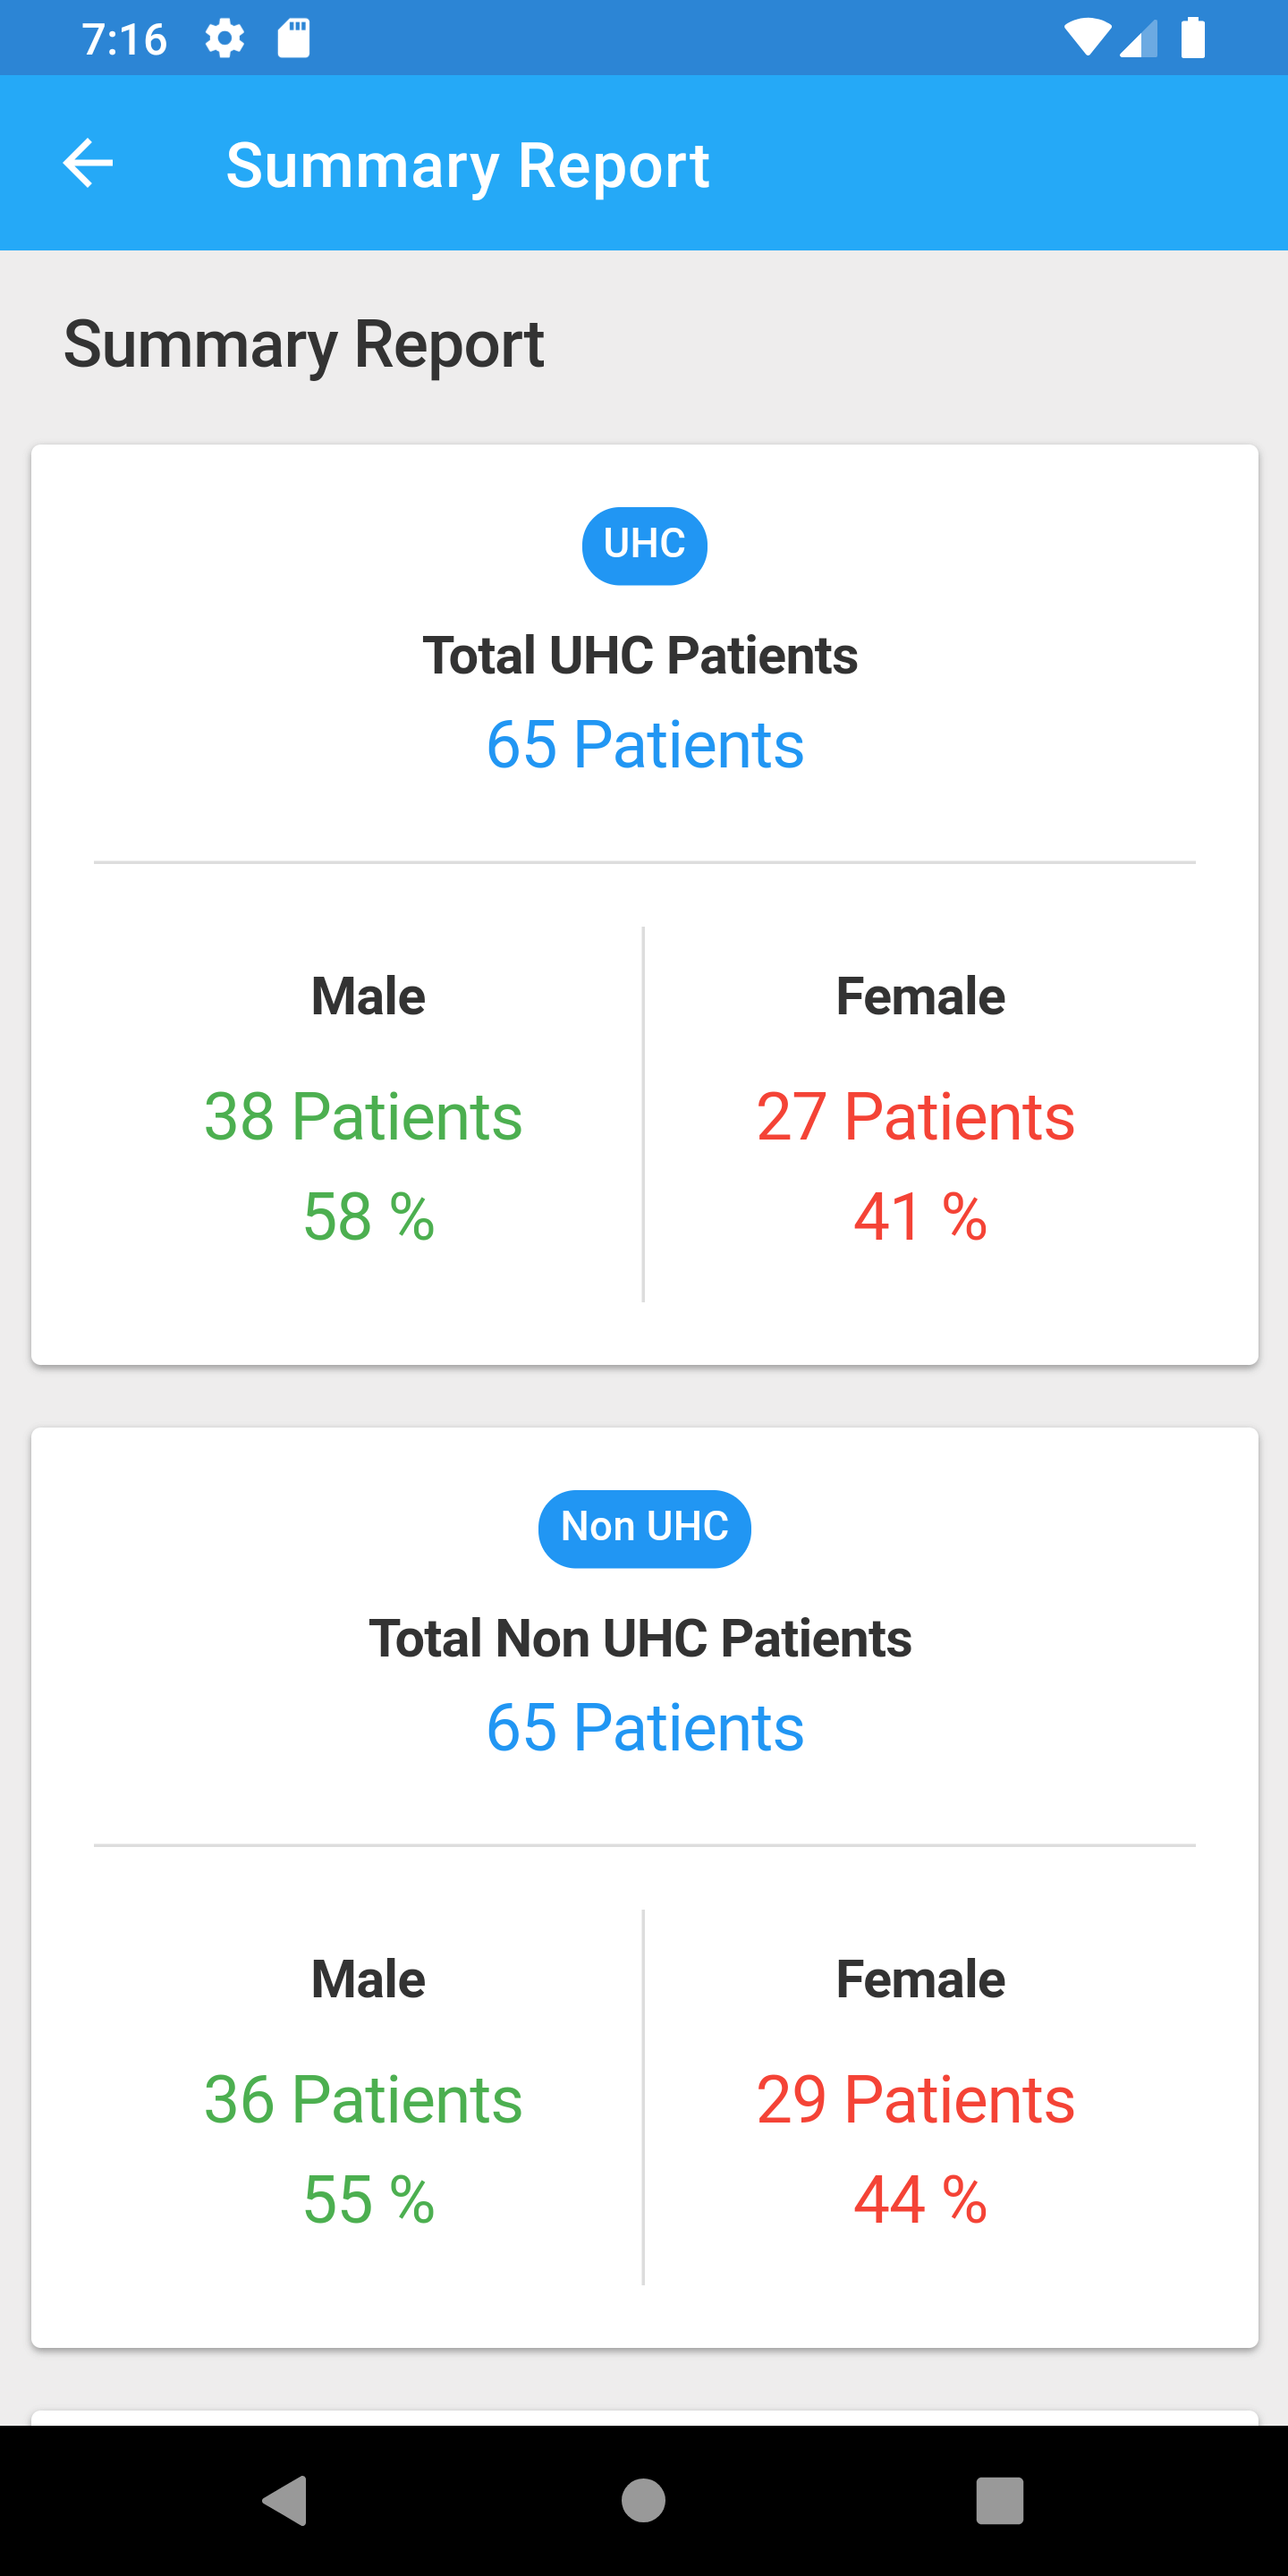 7:16
Summary Report
Summary Report
UHC
Total UHC Patients
65 Patients
Male
Female
38 Patients
27 Patients
58 %
41 %
Non UHC
Total Non UHC Patients
65 Patients
Male
Female
36 Patients
29 Patients
55 %
44 %